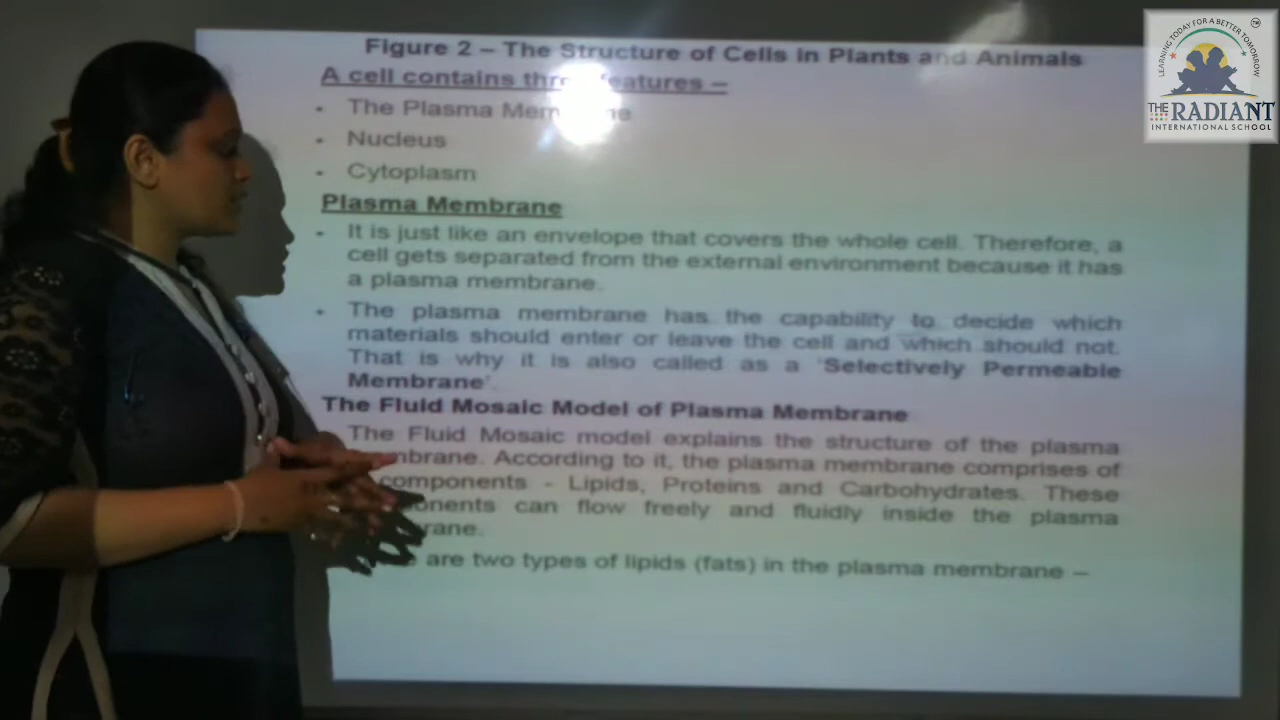 Figure 2 – The Structure of Cells in Plants and Animals
A cell contains features –
• The Plasma
• Nucleus
• Cytoplasm
Plasma Membrane
• It is just like an envelope that covers the whole cell. Therefore, a
cell gets separated from the external environment because it has
a plasma membrane.
• The plasma membrane has the capability to decide which
materials should enter or leave the cell and which should not.
That is why it is also called as a 'Selectively Permeable
Membrane'.
The Fluid Mosaic Model of Plasma Membrane
The Fluid Mosaic model explains the structure of the plasma
According to it, the plasma membrane comprises of
components - Lipids, Proteins and Carbohydrates. These
can flow freely and fluidly inside the plasma
are two types of lipids (fats) in the plasma membrane –
LEARNING TODAY FOR A BETTER TOMORROW
TM
THE RADIANT
INTERNATIONAL SCHOOL